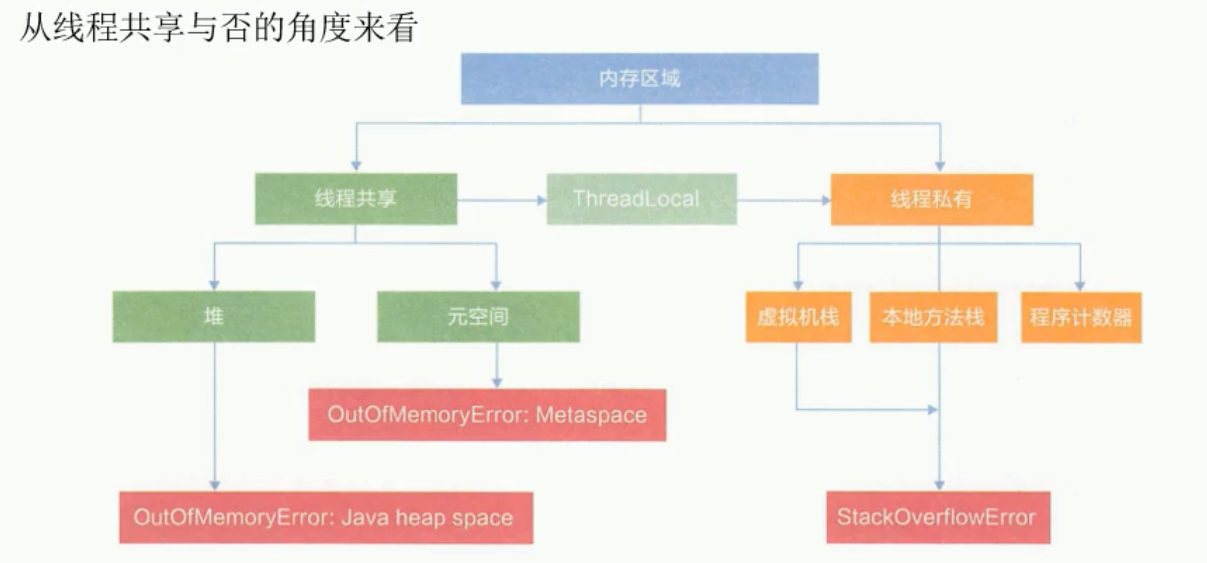 从线程共享与否的角度来看
内存区域
线程共享
ThreadLocal
线程私有
堆
元空间
虚拟机栈
本地方法栈
程序计数器
OutOfMemoryError: Metaspace
OutOfMemoryError: Java heap space
StackOverflowError